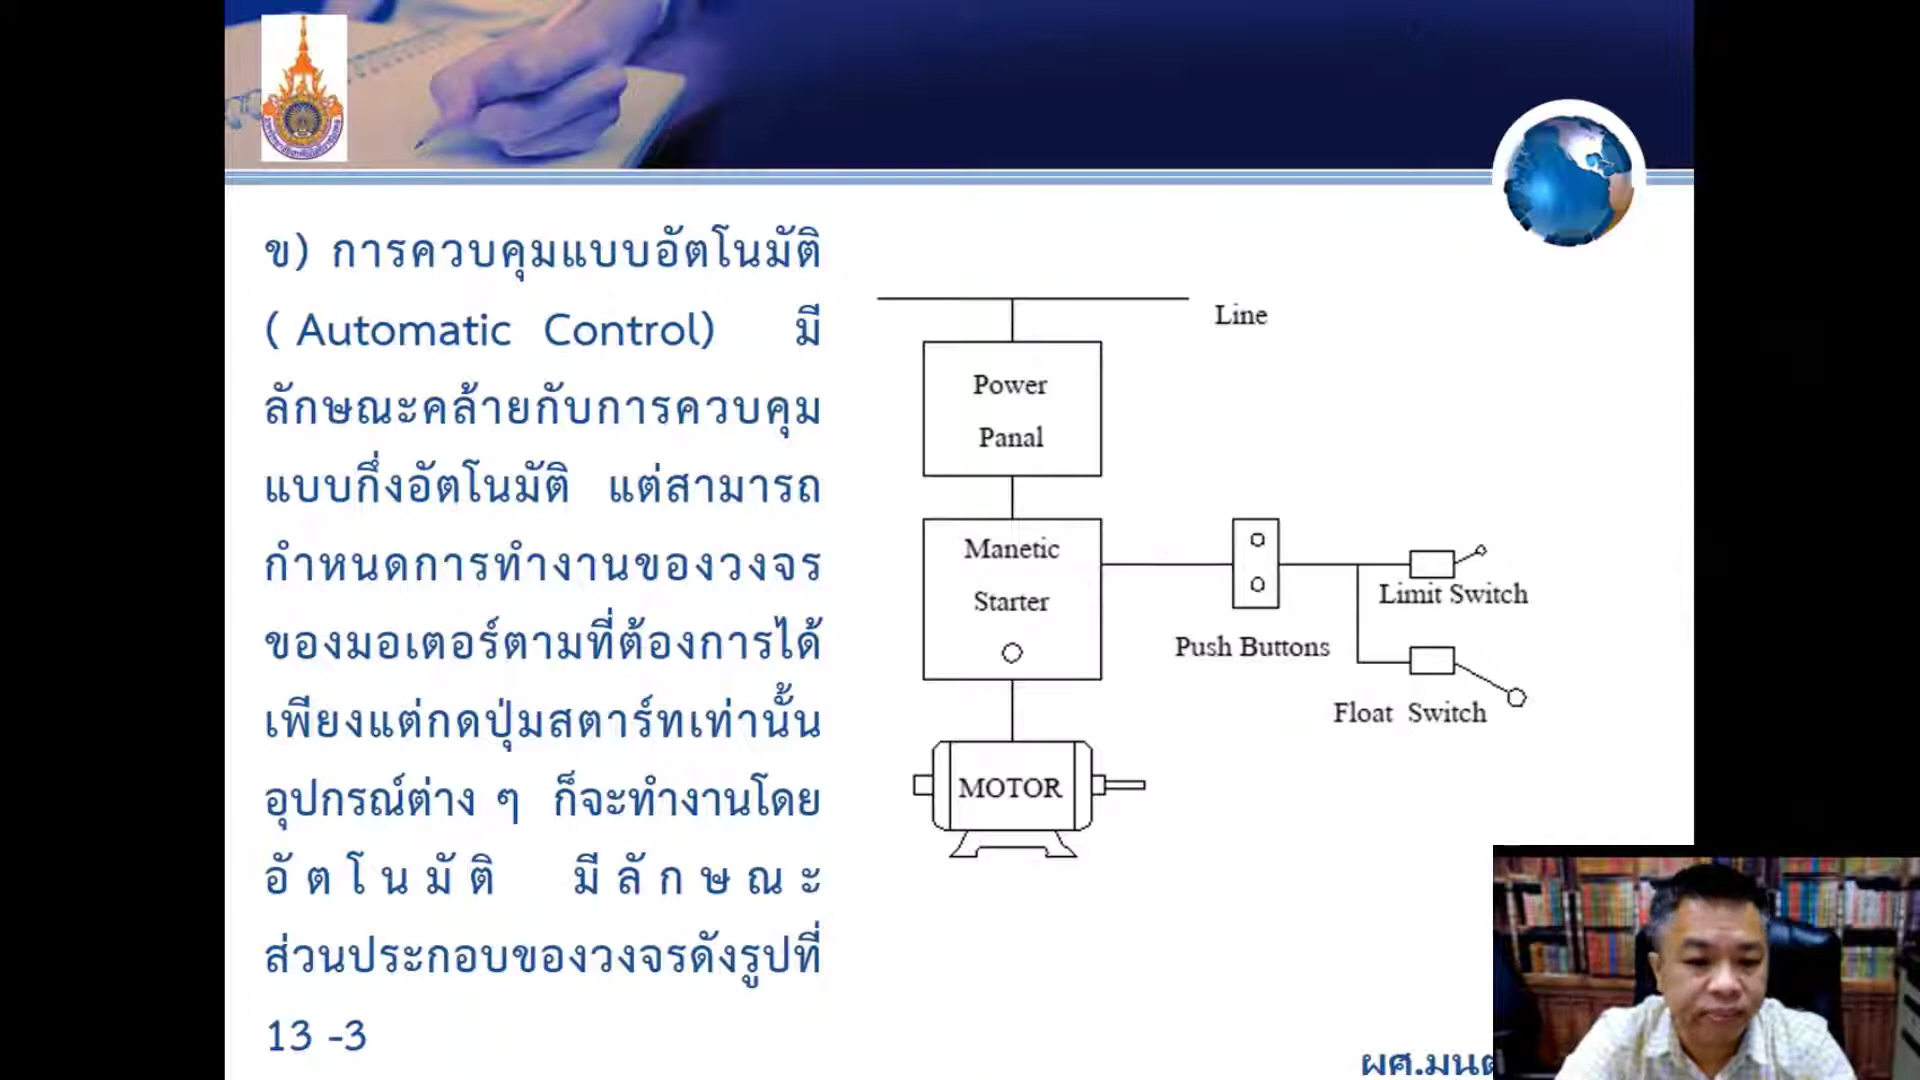 ข) การควบคุมแบบอัตโนมัติ
( Automatic Control) มี
ลักษณะคล้ายกับการควบคุม
แบบกึ่งอัตโนมัติ แต่สามารถ
กำหนดการทำงานของวงจร
ของมอเตอร์ตามที่ต้องการได้
เพียงแต่กดปุ่มสตาร์ทเท่านั้น
อุปกรณ์ต่าง ๆ ก็จะทำงานโดย
อัตโนมัติ มีลักษณะ
ส่วนประกอบของวงจรดังรูปที่
13 -3
Line
Power
Panal
Manetic
Starter
Push Buttons
Limit Switch
Float Switch
MOTOR